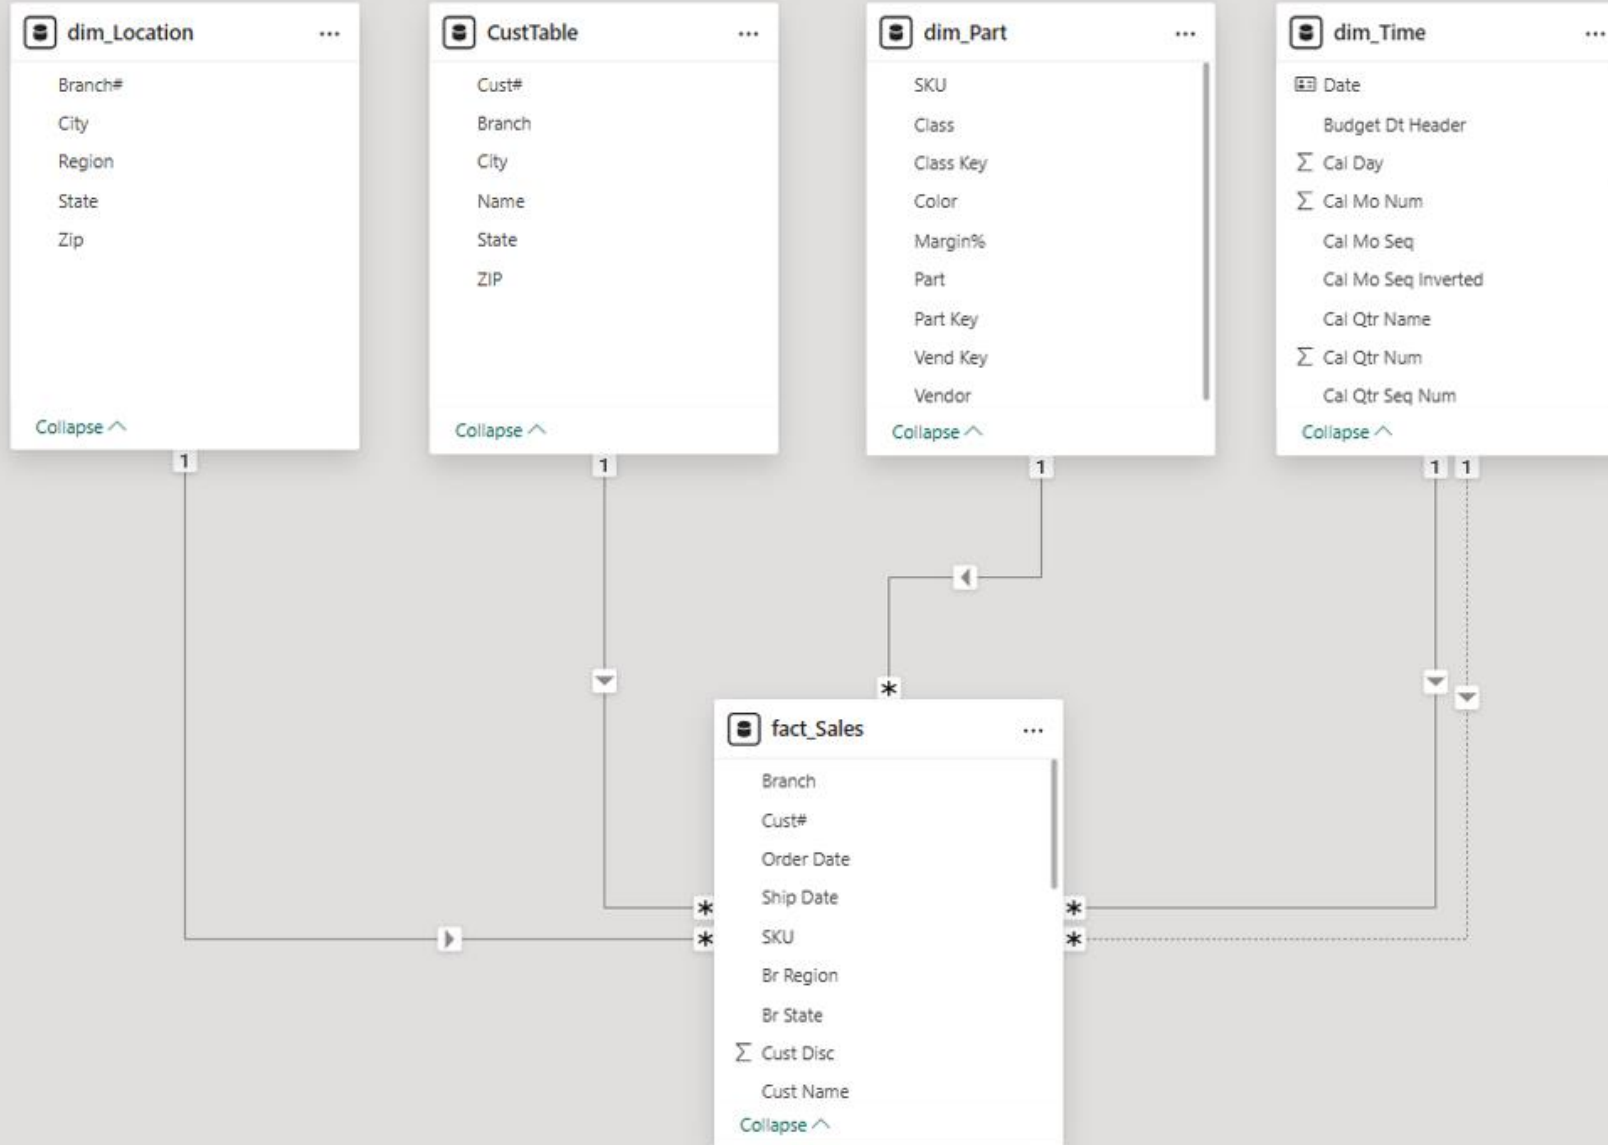 dim_Location ...
Branch#
City
Region
State
Zip
Collapse
CustTable ...
Cust#
Branch
City
Name
State
ZIP
Collapse
dim_Part ...
SKU
Class
Class Key
Color
Margin%
Part
Part Key
Vend Key
Vendor
Collapse
dim_Time ...
Date
Budget Dt Header
Σ Cal Day
Σ Cal Mo Num
Cal Mo Seq
Cal Mo Seq Inverted
Cal Qtr Name
Σ Cal Qtr Num
Cal Qtr Seq Num
Collapse
1
1
1
1 1
*
fact_Sales ...
Branch
Cust#
Order Date
Ship Date
* *
SKU
* *
Br Region
Br State
Σ Cust Disc
Cust Name
Collapse